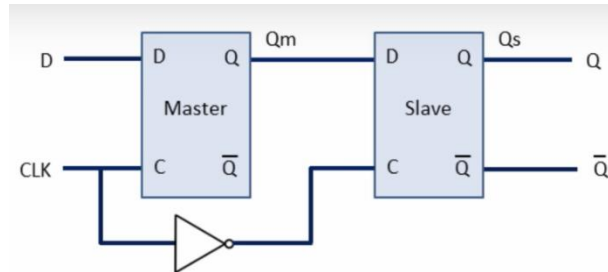 Qm Qs
D D Q D Q Q
Master Slave
CLK C Q̅ C Q̅ Q̅